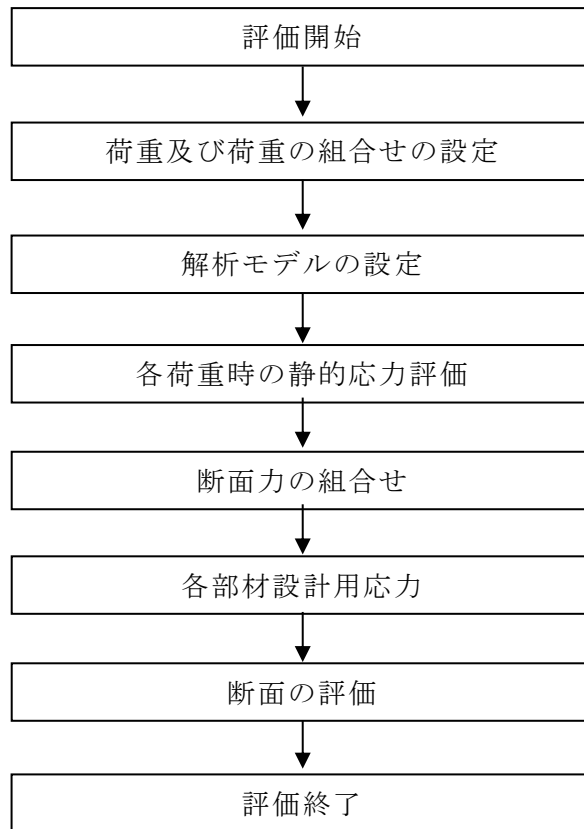 評価開始
荷重及び荷重の組合せの設定
解析モデルの設定
各荷重時の静的応力評価
断面力の組合せ
各部材設計用応力
断面の評価
評価終了